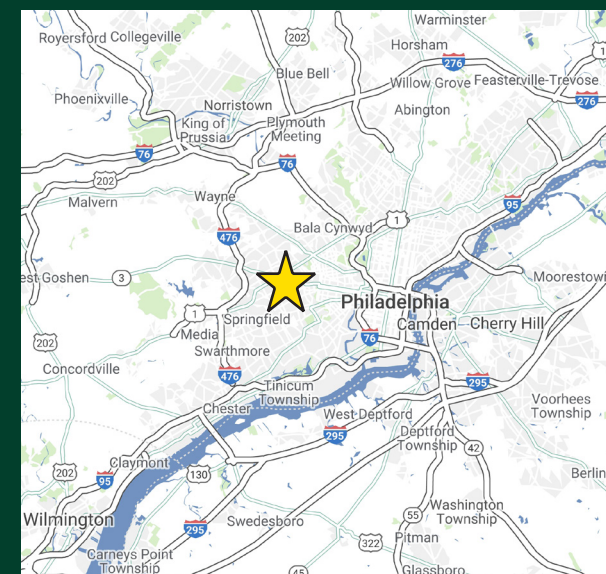 Warminster
Royersford Collegeville
202
Horsham
276
Blue Bell
Willow Grove Feasterville-Trevose
276
Phoenixville
Norristown
Abington
King of
Prussia
Plymouth
Meeting
76
76
202
Wayne
Malvern
95
1
Bala Cynwyd
476
est Goshen
3
Moorestow
Philadelphia
1
Springfield
Camden
Cherry Hill
Media
76
202
Swarthmore
Concordville
476
295
Tinicum
Township
Voorhees
Township
Chester
West Deptford
295
Deptford
Township
42
Claymont
202
130
95
Berlin
Washington
Township
Wilmington
55
Swedesboro
295
Pitman
322
Carneys Point
Township
45
Glassboro